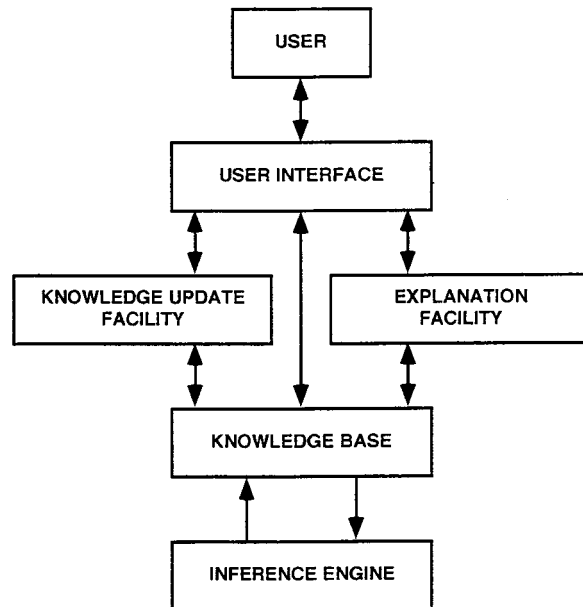 USER
USER INTERFACE
KNOWLEDGE UPDATE
FACILITY
EXPLANATION
FACILITY
KNOWLEDGE BASE
INFERENCE ENGINE